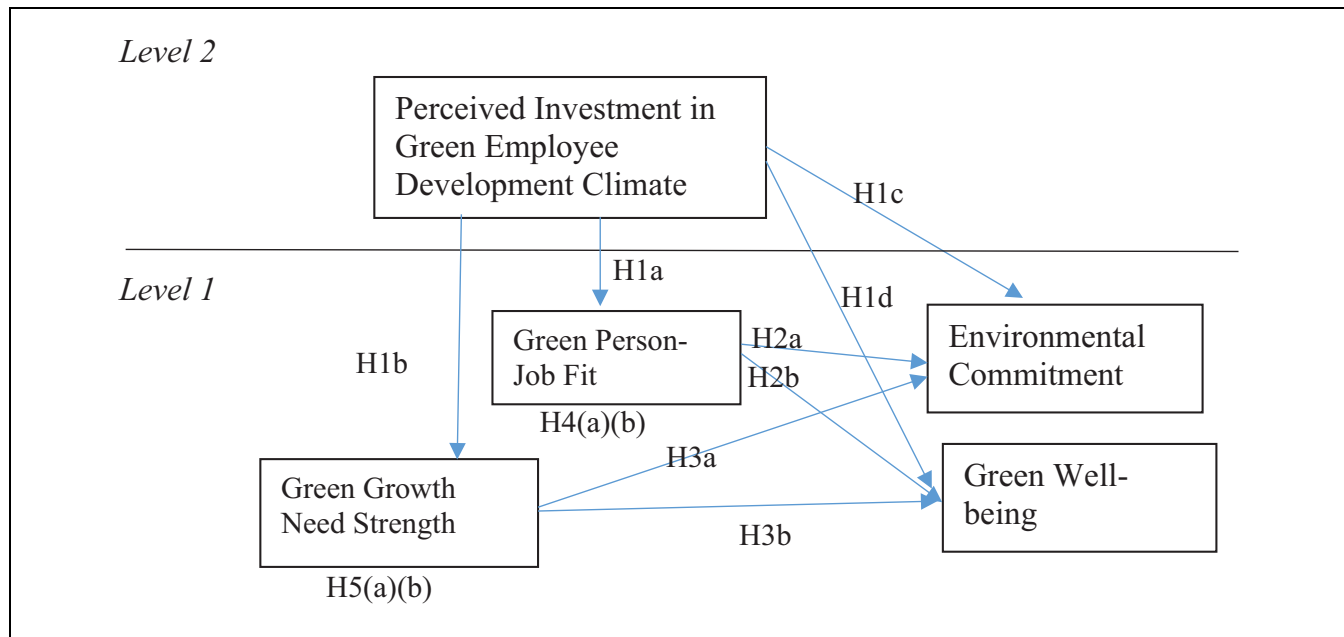 Level 2
Perceived Investment in
Green Employee
Development Climate
H1c
Level 1
H1a
H1d
H1b
Green Person-
Job Fit
H2a
H2b
Environmental
Commitment
H4(a)(b)
H3a
Green Growth
Need Strength
H3b
Green Well-
being
H5(a)(b)